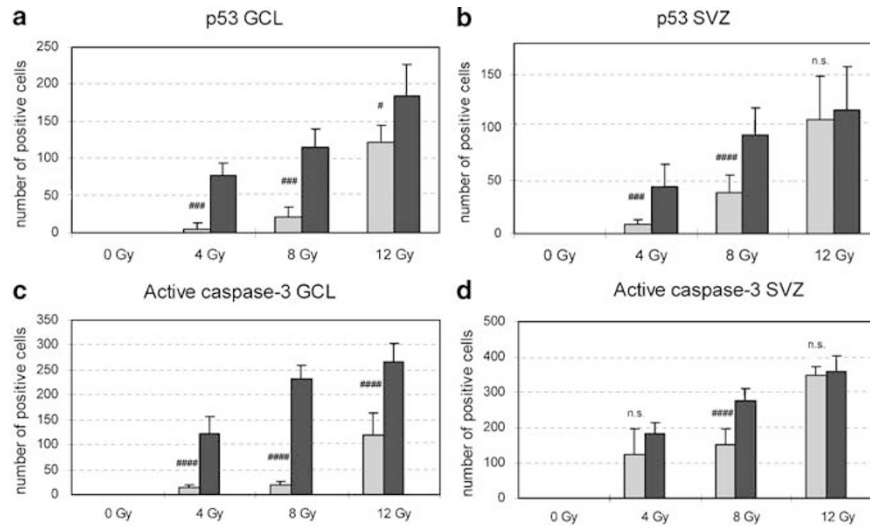 a
p53 GCL
number of positive cells
250
200
150
100
50
0
###
###
#
0 Gy
4 Gy
8 Gy
12 Gy
b
p53 SVZ
number of positive cells
150
100
50
0
###
####
n.s.
0 Gy
4 Gy
8 Gy
12 Gy
c
Active caspase-3 GCL
number of positive cells
350
300
250
200
150
100
50
0
####
####
####
0 Gy
4 Gy
8 Gy
12 Gy
d
Active caspase-3 SVZ
number of positive cells
500
400
300
200
100
0
n.s.
####
n.s.
0 Gy
4 Gy
8 Gy
12 Gy